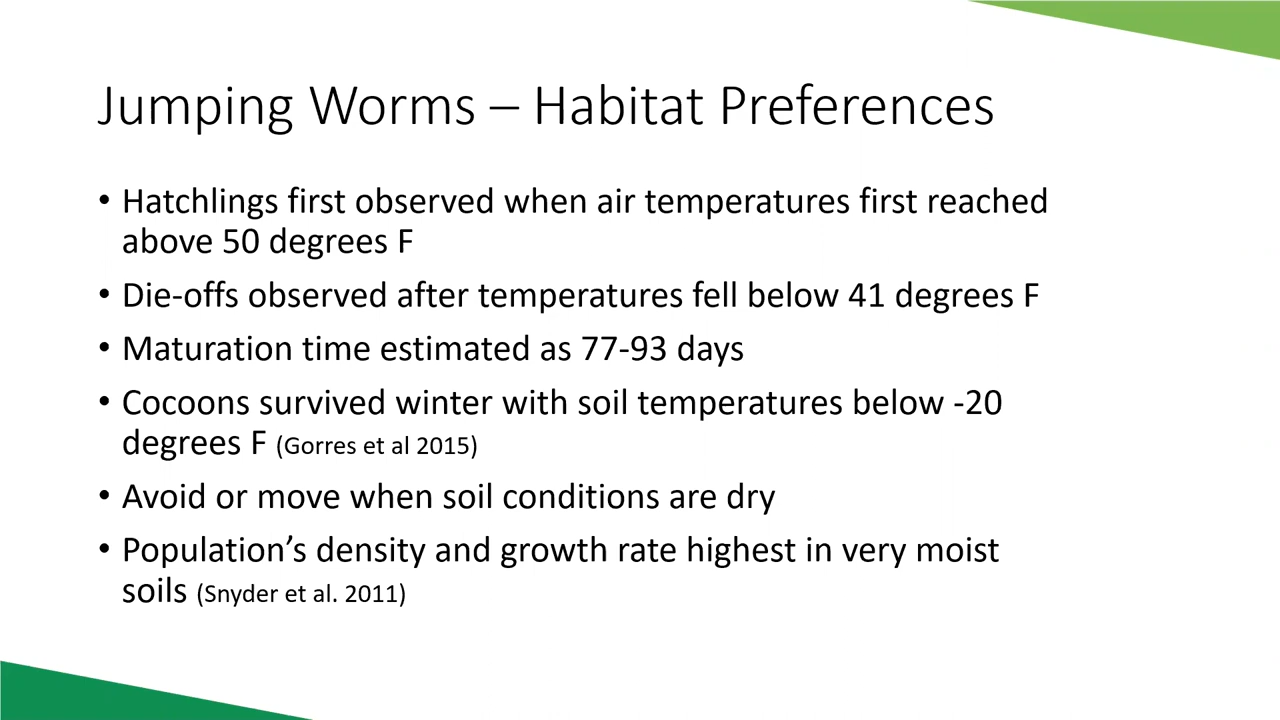 Jumping Worms – Habitat Preferences
• Hatchlings first observed when air temperatures first reached
above 50 degrees F
• Die-offs observed after temperatures fell below 41 degrees F
• Maturation time estimated as 77-93 days
• Cocoons survived winter with soil temperatures below -20
degrees F (Gorres et al 2015)
• Avoid or move when soil conditions are dry
• Population’s density and growth rate highest in very moist
soils (Snyder et al. 2011)